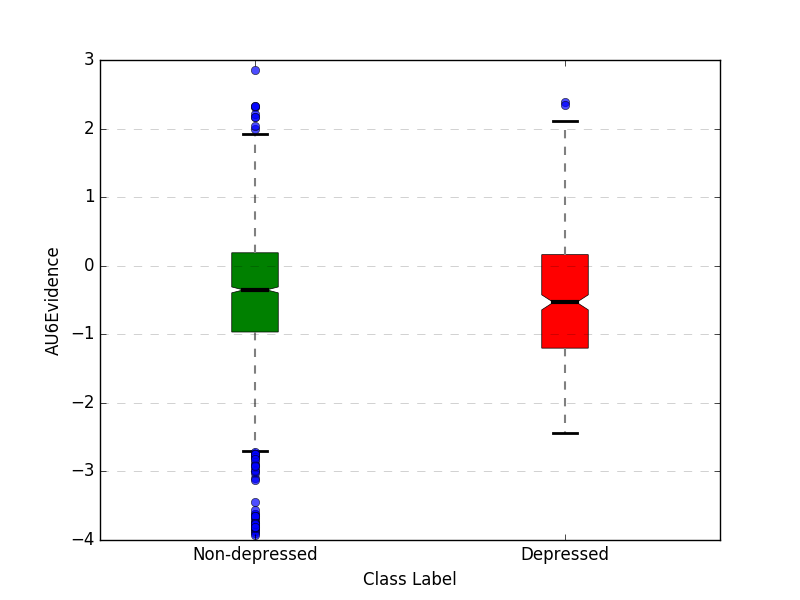 3
2
1
0
−1
−2
−3
−4
AU6Evidence
Non-depressed
Depressed
Class Label